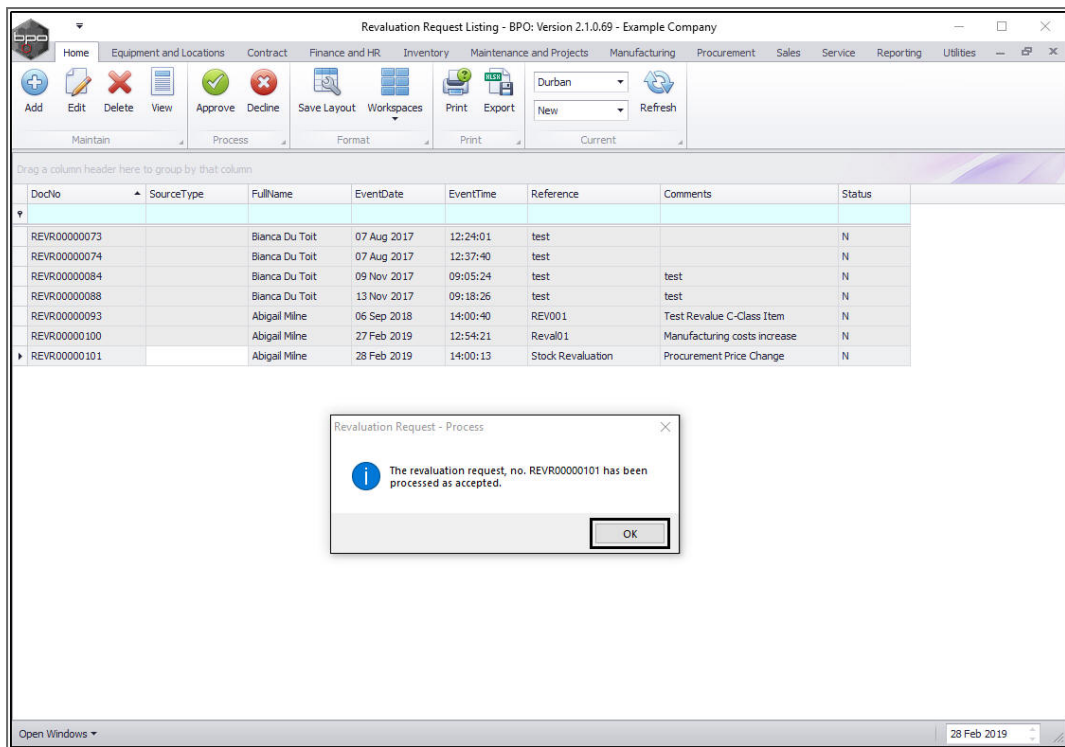 Revaluation Request Listing - BPO: Version 2.1.0.69 - Example Company
bpo
Home Equipment and Locations Contract Finance and HR Inventory Maintenance and Projects Manufacturing Procurement Sales Service Reporting Utilities
Add Edit Delete View Approve Decline Save Layout Workspaces Print Export Durban New Refresh
Maintain Process Format Print Current
Drag a column header here to group by that column
DocNo SourceType FullName EventDate EventTime Reference Comments Status
REVR00000073 Bianca Du Toit 07 Aug 2017 12:24:01 test N
REVR00000074 Bianca Du Toit 07 Aug 2017 12:37:40 test N
REVR00000084 Bianca Du Toit 09 Nov 2017 09:05:24 test test N
REVR00000088 Bianca Du Toit 13 Nov 2017 09:18:26 test test N
REVR00000093 Abigail Milne 06 Sep 2018 14:00:40 REV001 Test Revalue C-Class Item N
REVR00000100 Abigail Milne 27 Feb 2019 12:54:21 Reval01 Manufacturing costs increase N
REVR00000101 Abigail Milne 28 Feb 2019 14:00:13 Stock Revaluation Procurement Price Change N
Revaluation Request - Process
The revaluation request, no. REVR00000101 has been
processed as accepted.
OK
Open Windows 28 Feb 2019